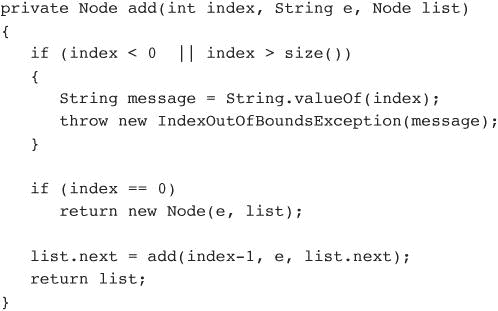 private Node add(int index, String e, Node list)
{
   if (index < 0  || index > size())
   {
      String message = String.valueOf(index);
      throw new IndexOutOfBoundsException(message);
   }

   if (index == 0)
      return new Node(e, list);

   list.next = add(index-1, e, list.next);
   return list;
}